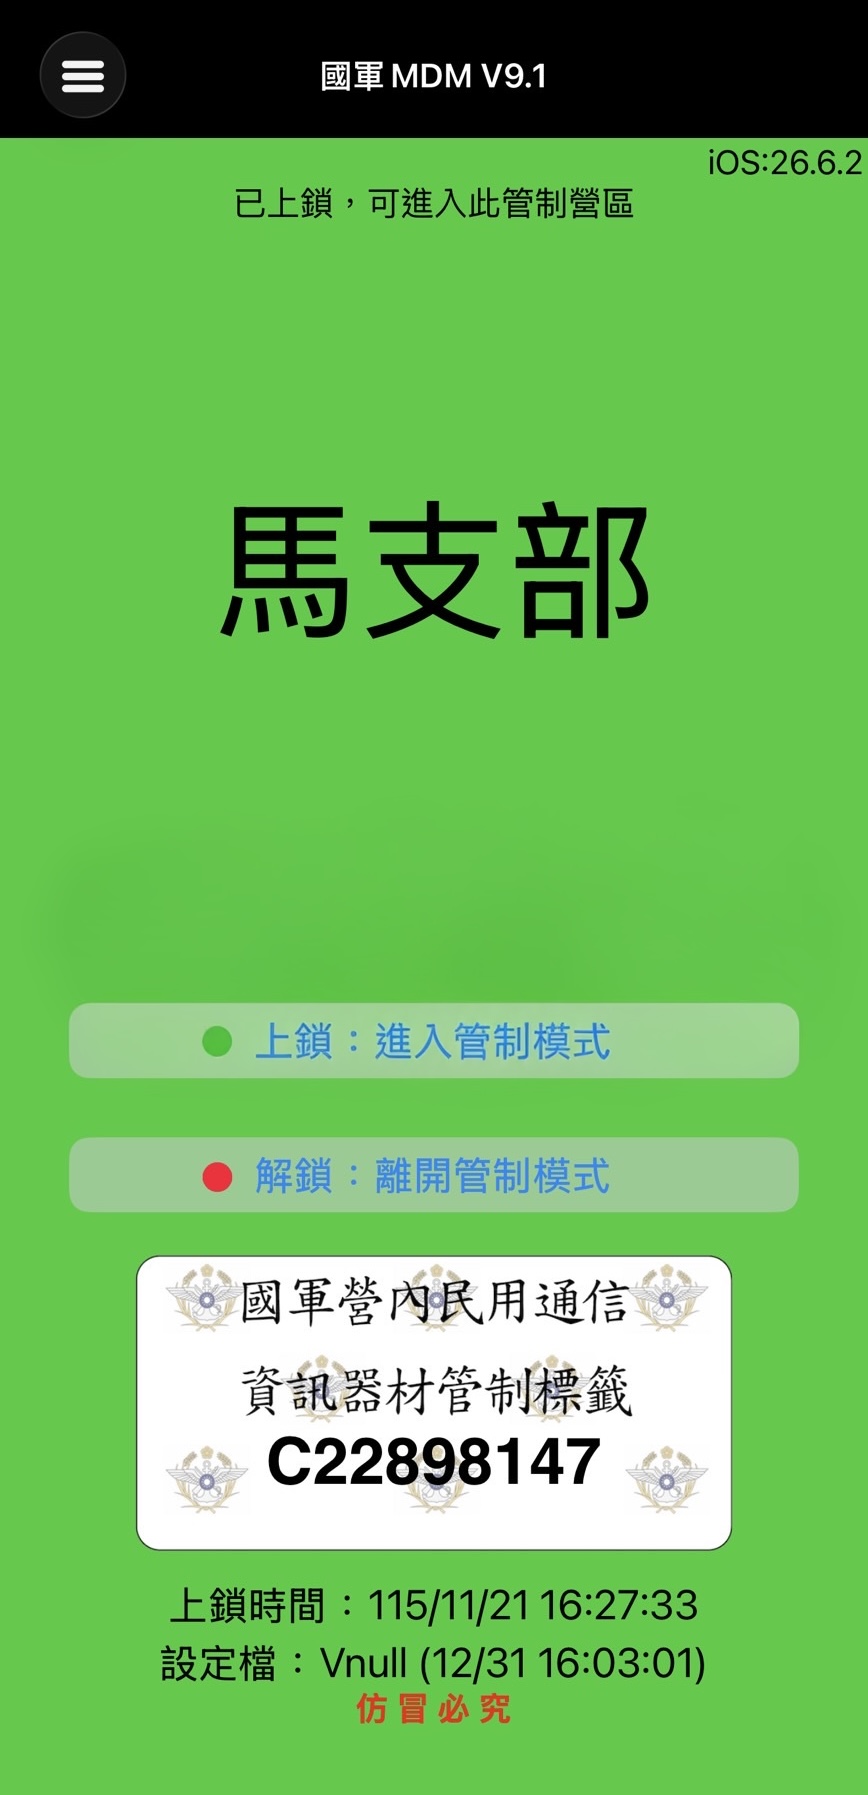 國軍 MDM V9.1
iOS:26.6.2
已上鎖，可進入此管制營區
馬支部
上鎖：進入管制模式
解鎖：離開管制模式
國軍營內民用通信
資訊器材管制標籤
C22898147
上鎖時間：115/11/21 16:27:33
設定檔：Vnull (12/31 16:03:01)
仿冒必究